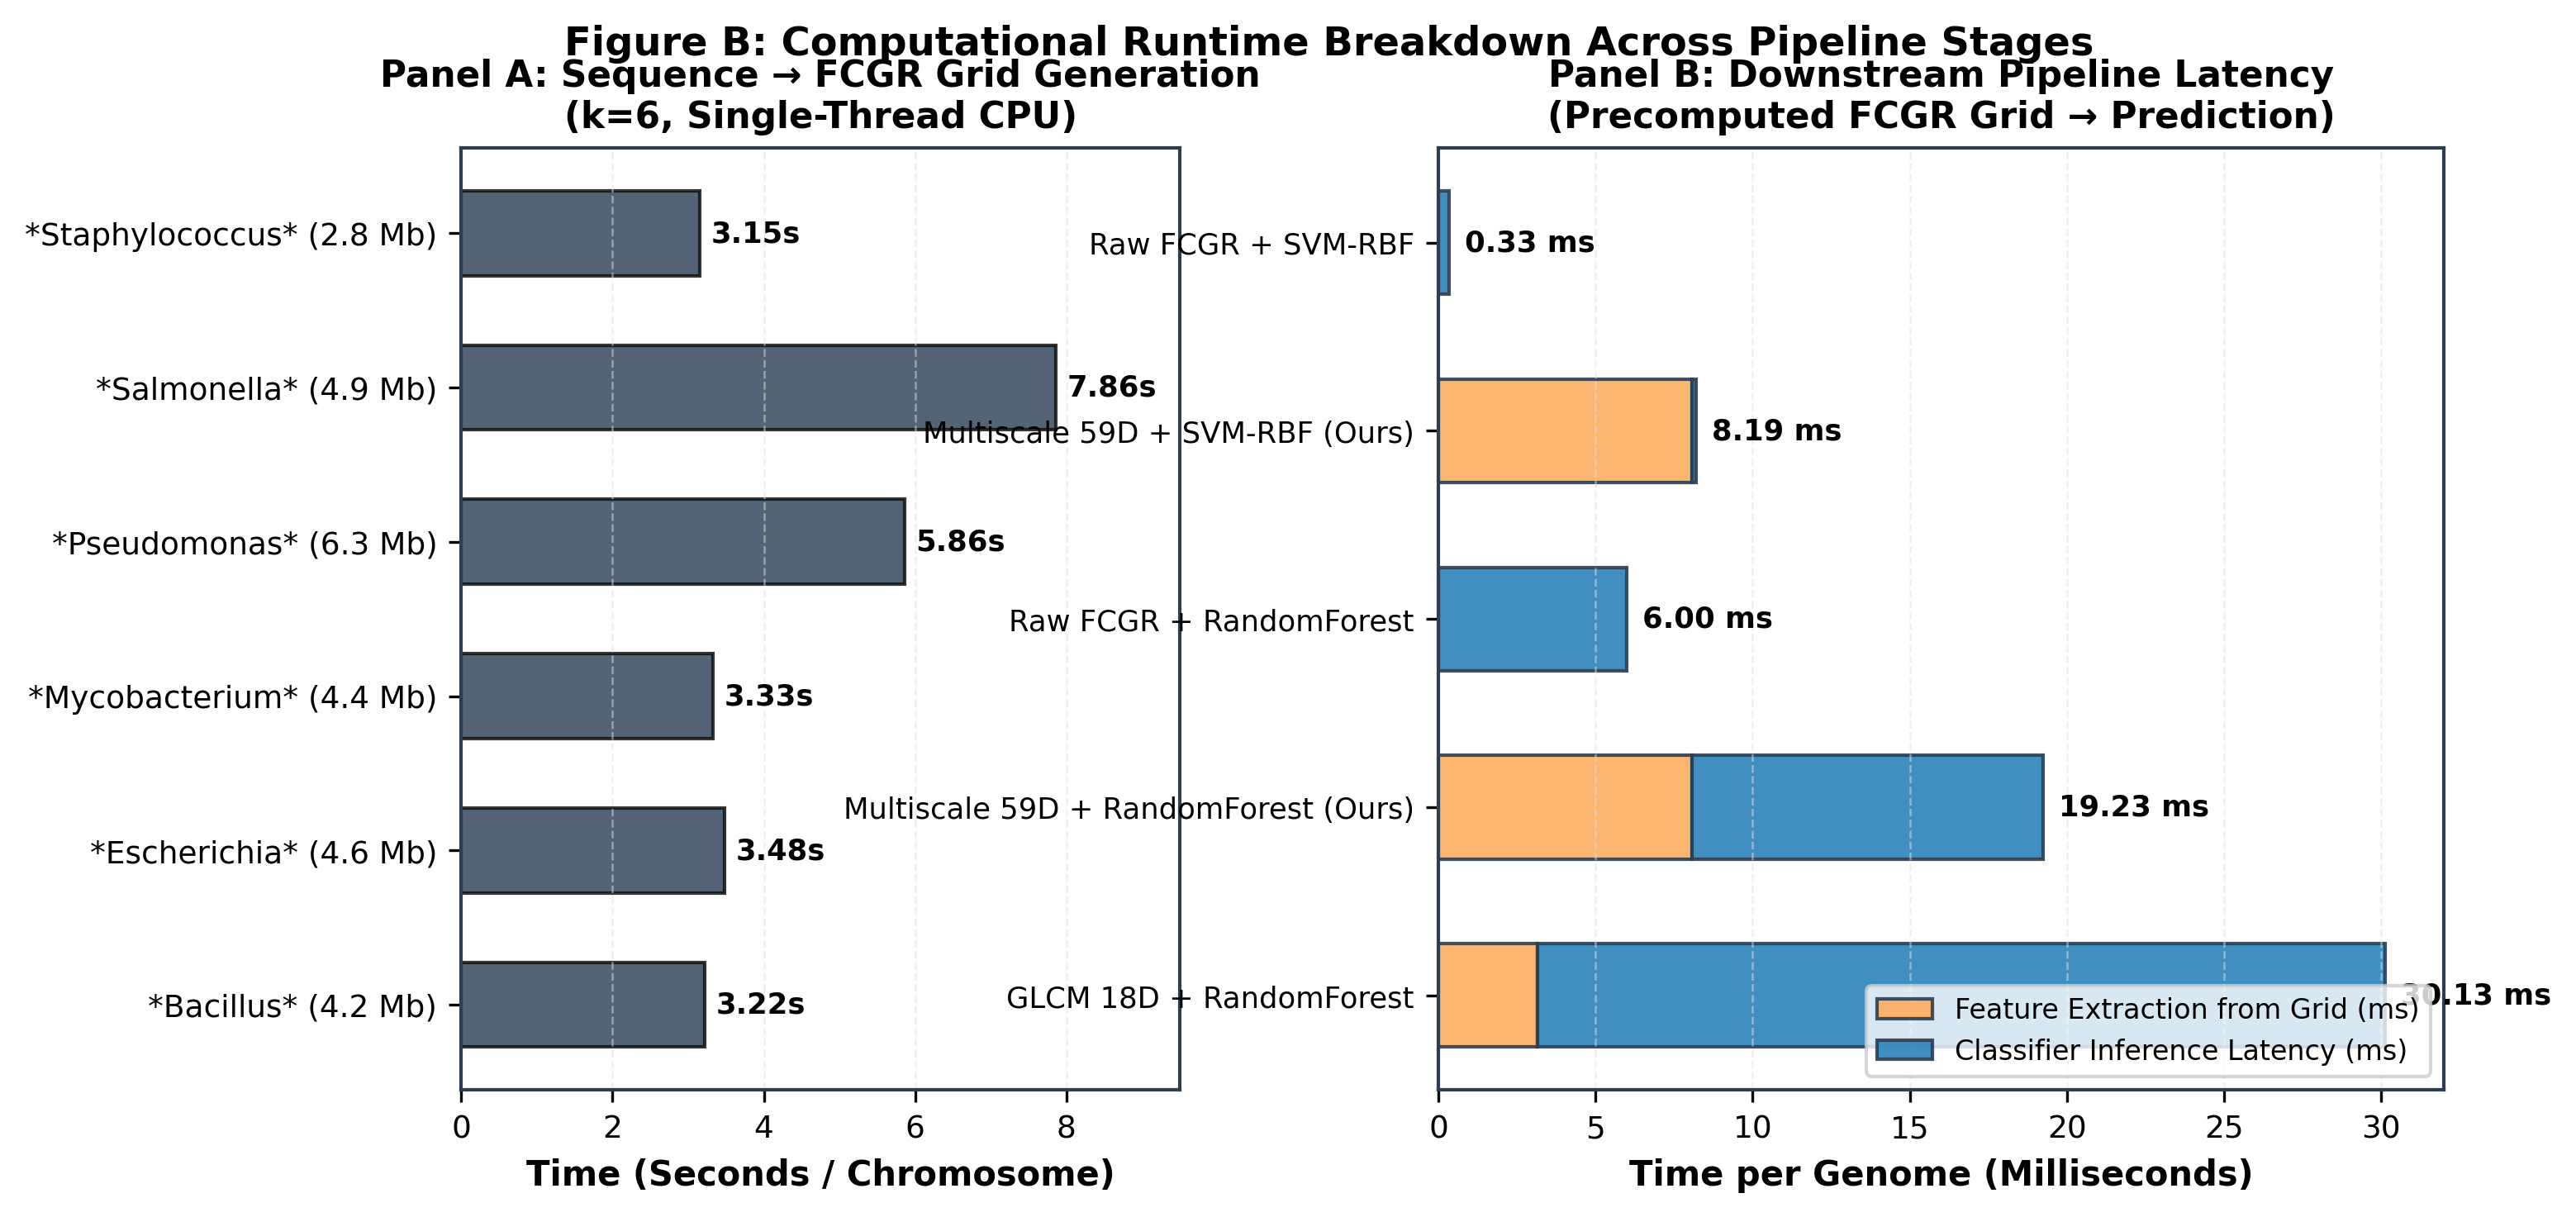 Figure B: Computational Runtime Breakdown Across Pipeline Stages
Panel A: Sequence → FCGR Grid Generation
(k=6, Single-Thread CPU)
*Staphylococcus* (2.8 Mb)
3.15s
*Salmonella* (4.9 Mb)
7.86s
*Pseudomonas* (6.3 Mb)
5.86s
*Mycobacterium* (4.4 Mb)
3.33s
*Escherichia* (4.6 Mb)
3.48s
*Bacillus* (4.2 Mb)
3.22s
0 2 4 6 8
Time (Seconds / Chromosome)
Panel B: Downstream Pipeline Latency
(Precomputed FCGR Grid → Prediction)
Raw FCGR + SVM-RBF
0.33 ms
Multiscale 59D + SVM-RBF (Ours)
8.19 ms
Raw FCGR + RandomForest
6.00 ms
Multiscale 59D + RandomForest (Ours)
19.23 ms
GLCM 18D + RandomForest
30.13 ms
Feature Extraction from Grid (ms)
Classifier Inference Latency (ms)
0 5 10 15 20 25 30
Time per Genome (Milliseconds)